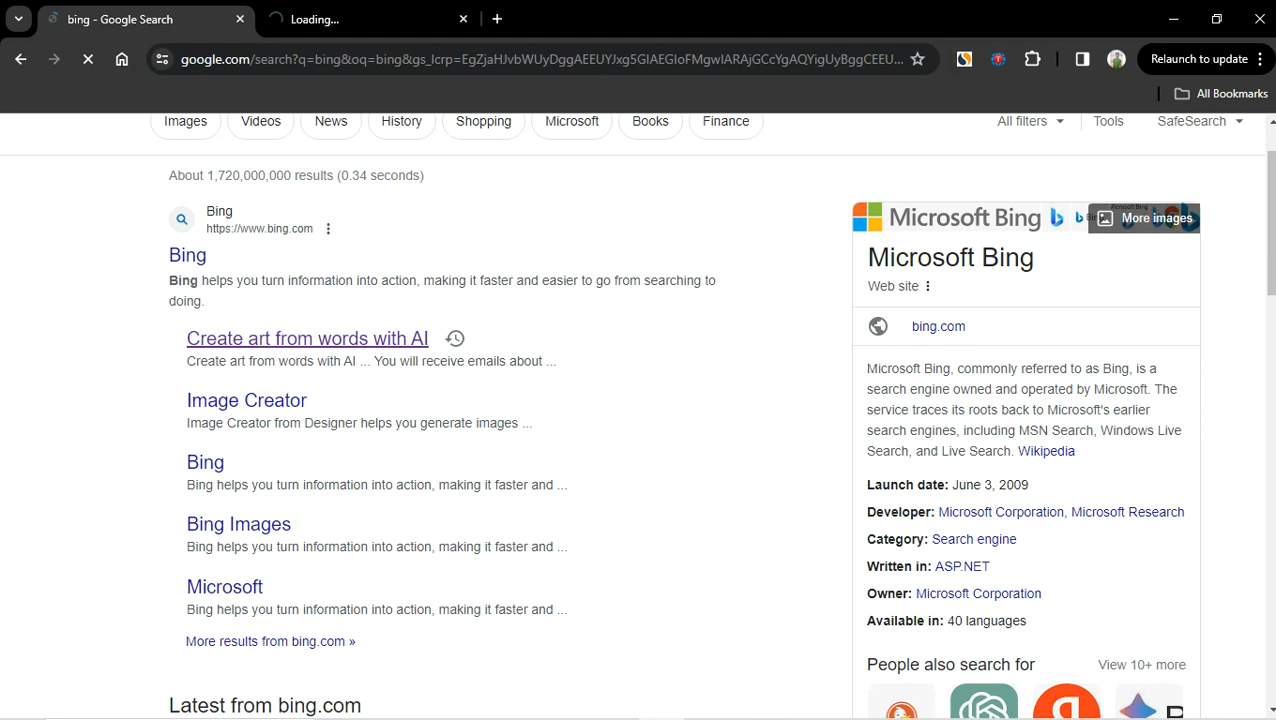 bing - Google Search
Loading...
google.com/search?q=bing&oq=bing&gs_lcrp=EgZjaHJvbWUyDggAEEUYJxg5GIAEGIoFMgwIARAjGCcYgAQYigUyBggCEEU...
Relaunch to update
All Bookmarks
Images
Videos
News
History
Shopping
Microsoft
Books
Finance
All filters
Tools
SafeSearch
About 1,720,000,000 results (0.34 seconds)
Bing
https://www.bing.com
Bing
Bing helps you turn information into action, making it faster and easier to go from searching to
doing.
Create art from words with AI
Create art from words with AI ... You will receive emails about ...
Image Creator
Image Creator from Designer helps you generate images ...
Bing
Bing helps you turn information into action, making it faster and ...
Bing Images
Bing helps you turn information into action, making it faster and ...
Microsoft
Bing helps you turn information into action, making it faster and ...
More results from bing.com »
Latest from bing.com
Microsoft Bing
More images
Microsoft Bing
Web site
bing.com
Microsoft Bing, commonly referred to as Bing, is a
search engine owned and operated by Microsoft. The
service traces its roots back to Microsoft's earlier
search engines, including MSN Search, Windows Live
Search, and Live Search. Wikipedia
Launch date: June 3, 2009
Developer: Microsoft Corporation, Microsoft Research
Category: Search engine
Written in: ASP.NET
Owner: Microsoft Corporation
Available in: 40 languages
People also search for
View 10+ more